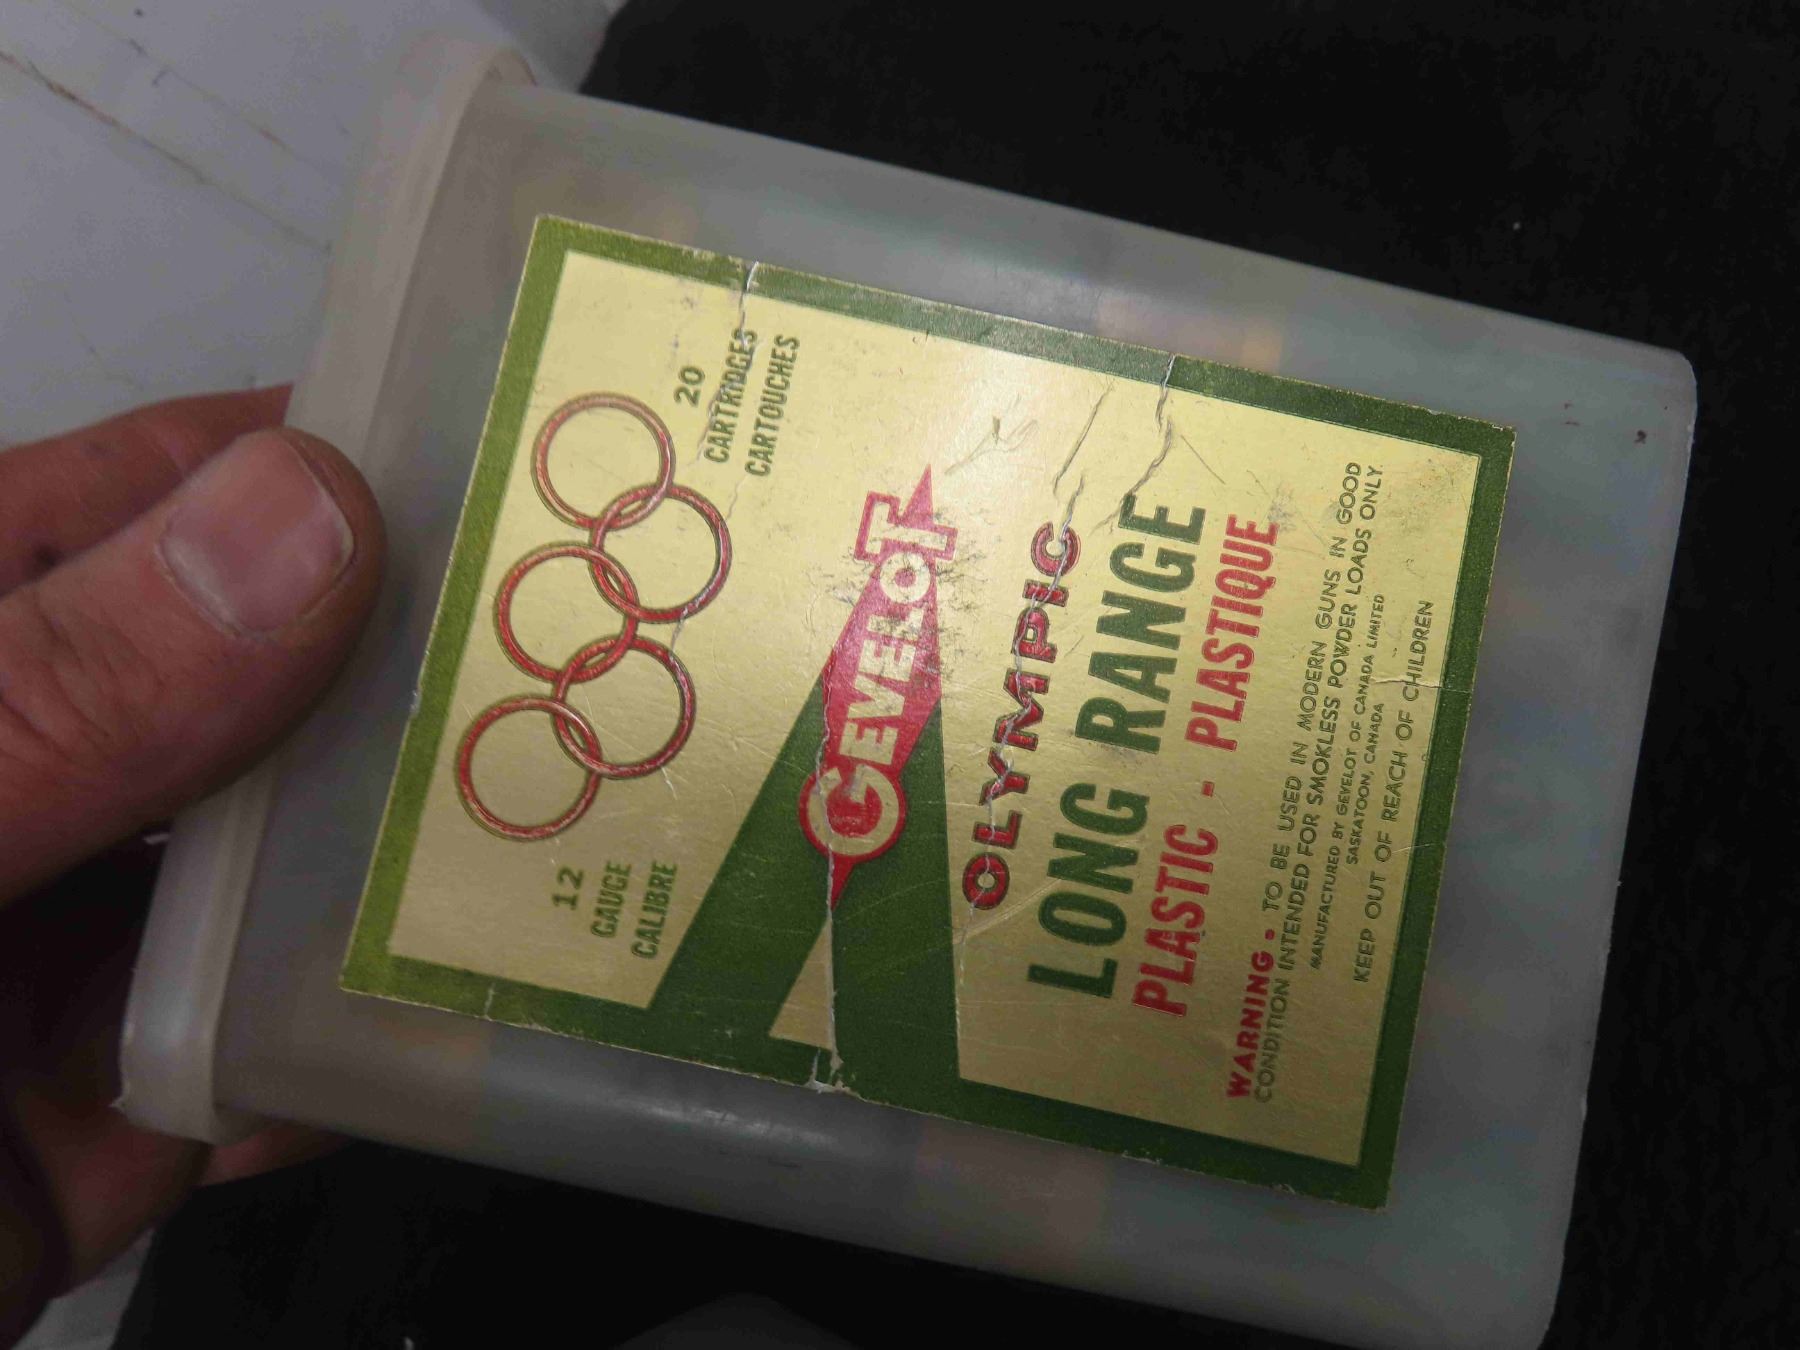 12
GAUGE
CALIBRE
20
CARTRIDGES
CARTOUCHES
GEVELOT
OLYMPIC
LONG RANGE
PLASTIC - PLASTIQUE
WARNING - TO BE USED IN MODERN GUNS IN GOOD
CONDITION INTENDED FOR SMOKLESS POWDER LOADS ONLY
MANUFACTURED BY GEVELOT OF CANADA LIMITED
SASKATOON, CANADA
KEEP OUT OF REACH OF CHILDREN